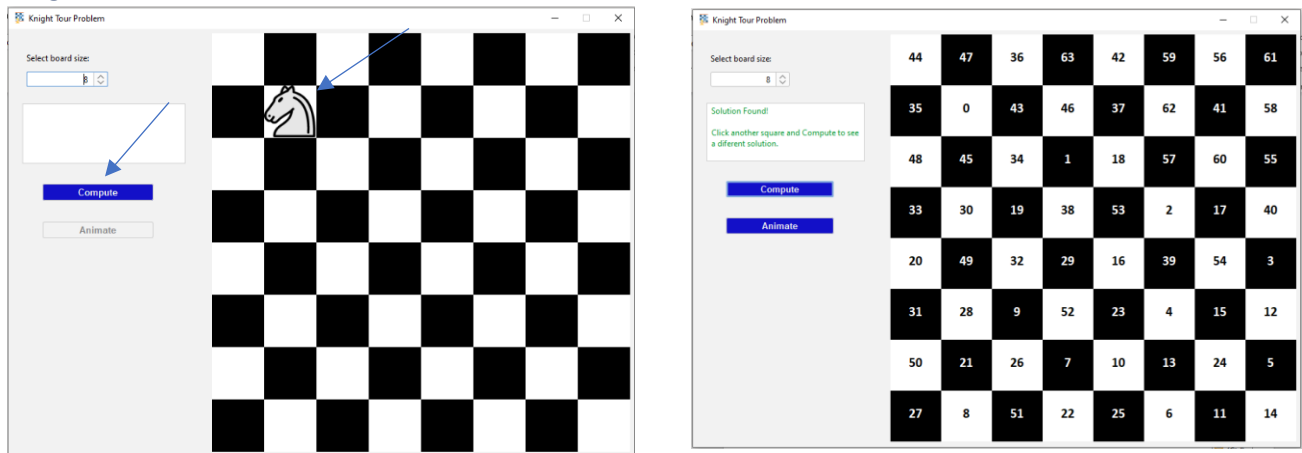 Knight Tour Problem
Select board size:
8
Compute
Animate
Knight Tour Problem
Select board size:
8
Solution Found!
Click another square and Compute to see
a diferent solution.
Compute
Animate
44 47 36 63 42 59 56 61
35 0 43 46 37 62 41 58
48 45 34 1 18 57 60 55
33 30 19 38 53 2 17 40
20 49 32 29 16 39 54 3
31 28 9 52 23 4 15 12
50 21 26 7 10 13 24 5
27 8 51 22 25 6 11 14